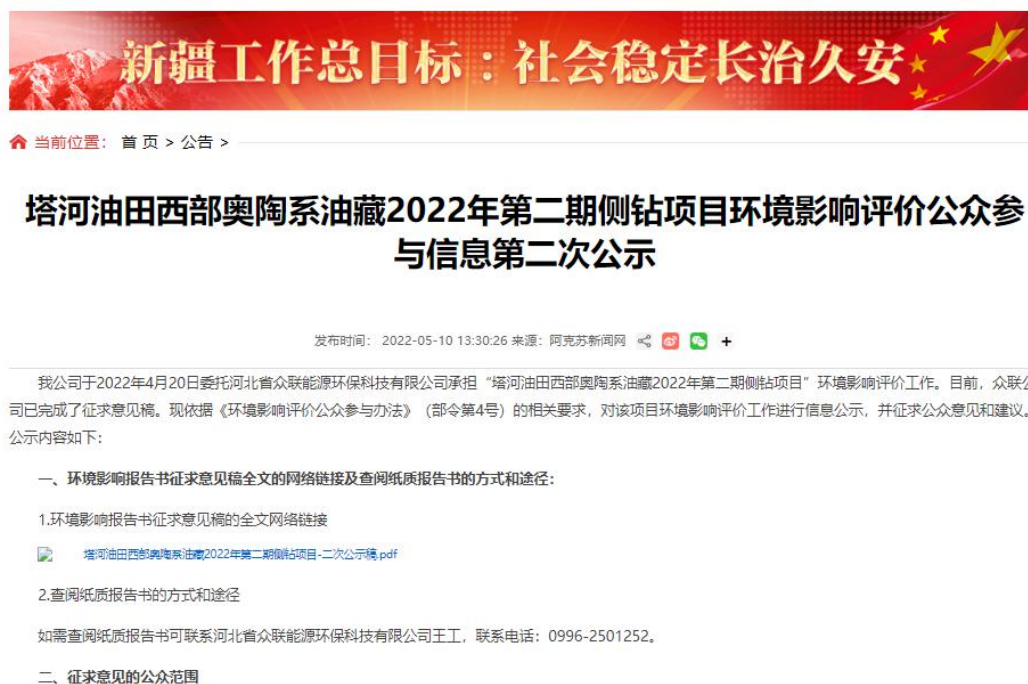 新疆工作总目标：社会稳定长治久安
当前位置： 首 页 > 公告 >
塔河油田西部奥陶系油藏2022年第二期侧钻项目环境影响评价公众参
与信息第二次公示
发布时间： 2022-05-10 13:30:26 来源：阿克苏新闻网
我公司于2022年4月20日委托河北省众联能源环保科技有限公司承担“塔河油田西部奥陶系油藏2022年第二期侧钻项目”环境影响评价工作。目前，众联公
司已完成了征求意见稿。现依据《环境影响评价公众参与办法》（部令第4号）的相关要求，对该项目环境影响评价工作进行信息公示，并征求公众意见和建议。
公示内容如下：
一、环境影响报告书征求意见稿全文的网络链接及查阅纸质报告书的方式和途径：
1.环境影响报告书征求意见稿的全文网络链接
塔河油田西部奥陶系油藏2022年第二期侧钻项目-二次公示稿.pdf
2.查阅纸质报告书的方式和途径
如需查阅纸质报告书可联系河北省众联能源环保科技有限公司王工，联系电话：0996-2501252。
二、征求意见的公众范围